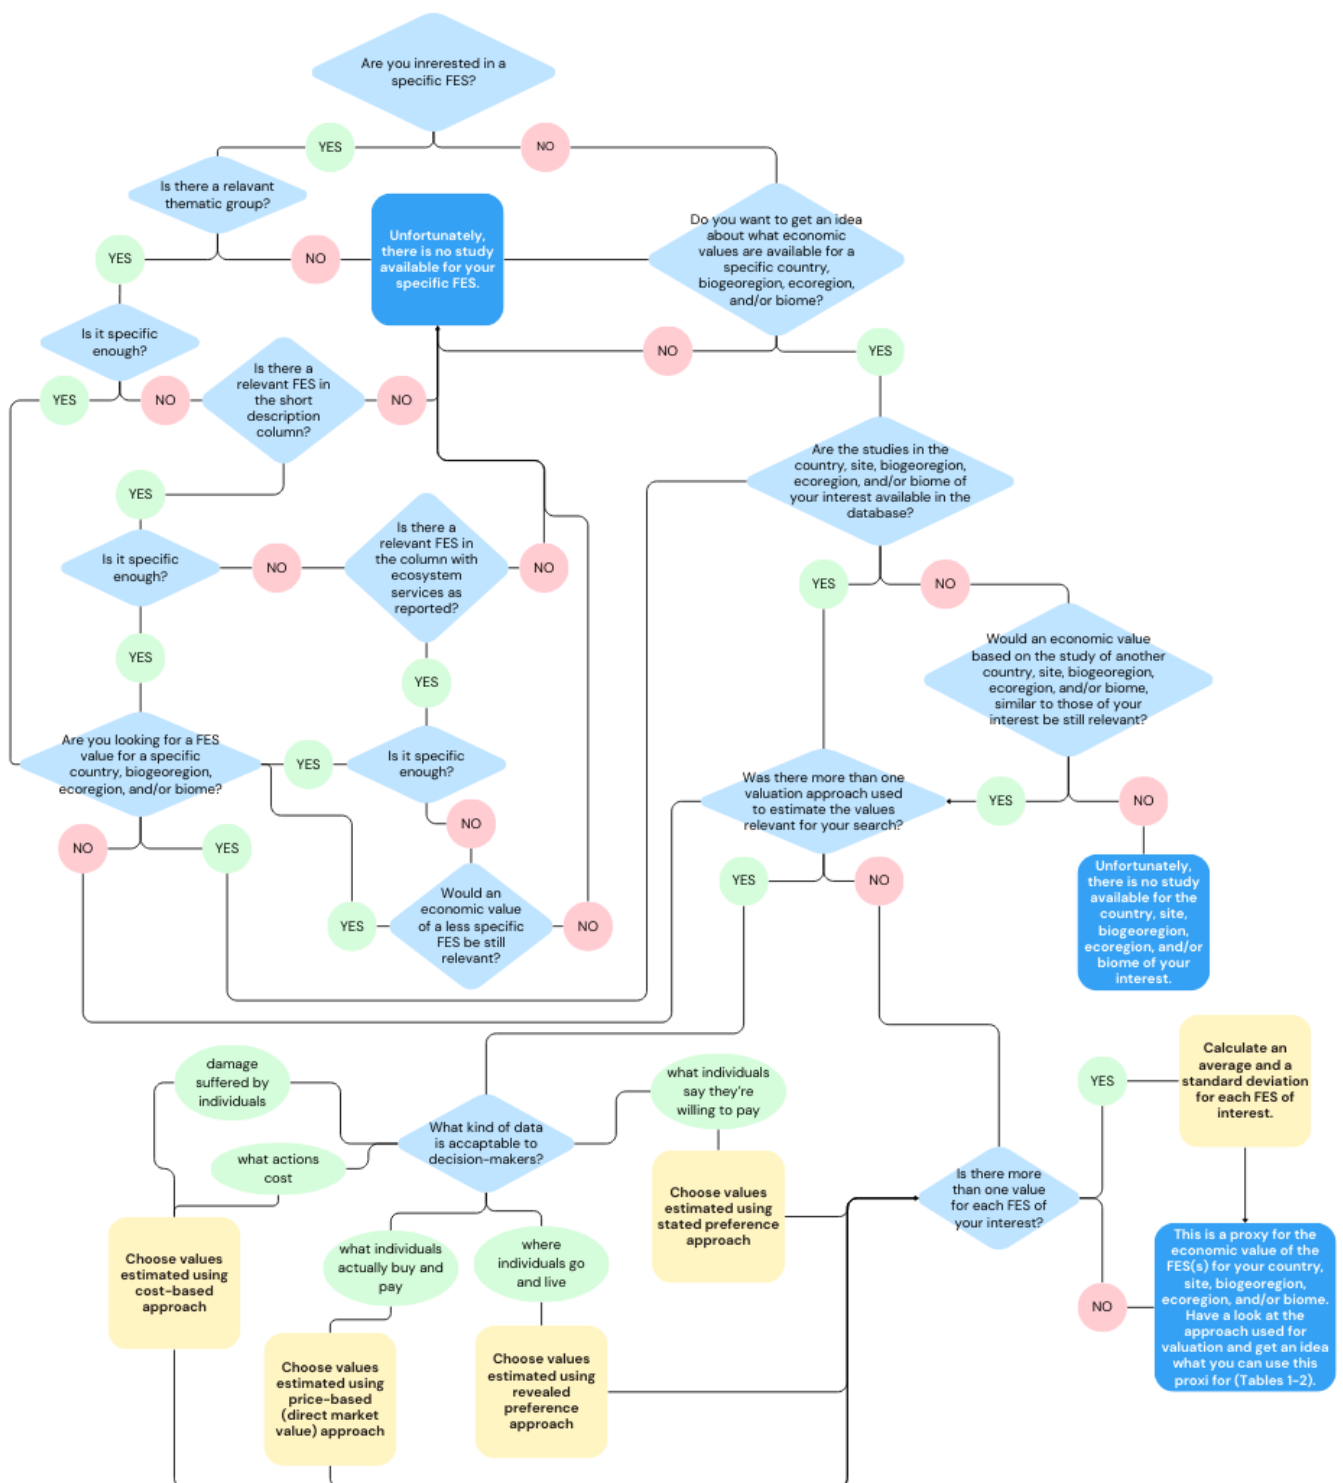 Are you inrerested in a
specific FES?
YES
NO
Is there a relavant
thematic group?
Unfortunately,
there is no study
available for your
specific FES.
Do you want to get an idea
about what economic
values are available for a
specific country,
biogeoregion, ecoregion,
and/or biome?
YES
NO
Is it specific
enough?
NO
YES
Is there a
relevant FES in
the short
description
column?
YES
NO
NO
Are the studies in the
country, site, biogeoregion,
ecoregion, and/or biome of
your interest available in the
database?
YES
Is there a
relevant FES in
the column with
ecosystem
services as
reported?
Is it specific
enough?
NO
NO
YES
NO
Would an economic value
based on the study of another
country, site, biogeoregion,
ecoregion, and/or biome,
similar to those of your
interest be still relevant?
YES
YES
Are you looking for a FES
value for a specific
country, biogeoregion,
ecoregion, and/or biome?
YES
Is it specific
enough?
Was there more than one
valuation approach used
to estimate the values
relevant for your search?
YES
NO
NO
NO
YES
YES
NO
Unfortunately,
there is no study
available for the
country, site,
biogeoregion,
ecoregion, and/or
biome of your
interest.
Would an
economic value
of a less specific
FES be still
relevant?
YES
NO
damage
suffered by
individuals
what individuals
say they're
willing to pay
YES
Calculate an
average and a
standard deviation
for each FES of
interest.
What kind of data
is accaptable to
decision-makers?
what actions
cost
Choose values
estimated using
stated preference
approach
Is there more
than one value
for each FES of
your interest?
Choose values
estimated using
cost-based
approach
what individuals
actually buy and
pay
where
individuals go
and live
NO
This is a proxy for the
economic value of the
FES(s) for your country,
site, biogeoregion,
ecoregion, and/or biome.
Have a look at the
approach used for
valuation and get an idea
what you can use this
proxi for (Tables 1-2).
Choose values
estimated using
price-based
(direct market
value) approach
Choose values
estimated using
revealed
preference
approach